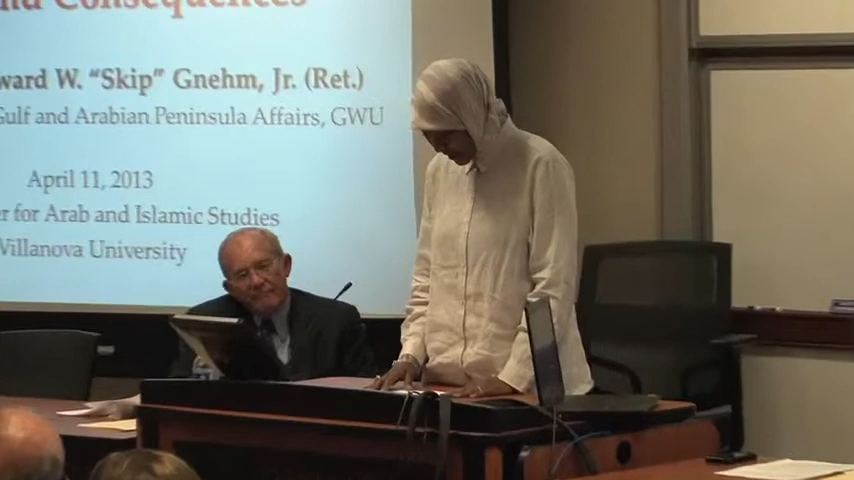 and Consequences
ward W. “Skip” Gnehm, Jr. (Ret.)
Gulf and Arabian Peninsula Affairs, GWU
April 11, 2013
er for Arab and Islamic Studies
Villanova University